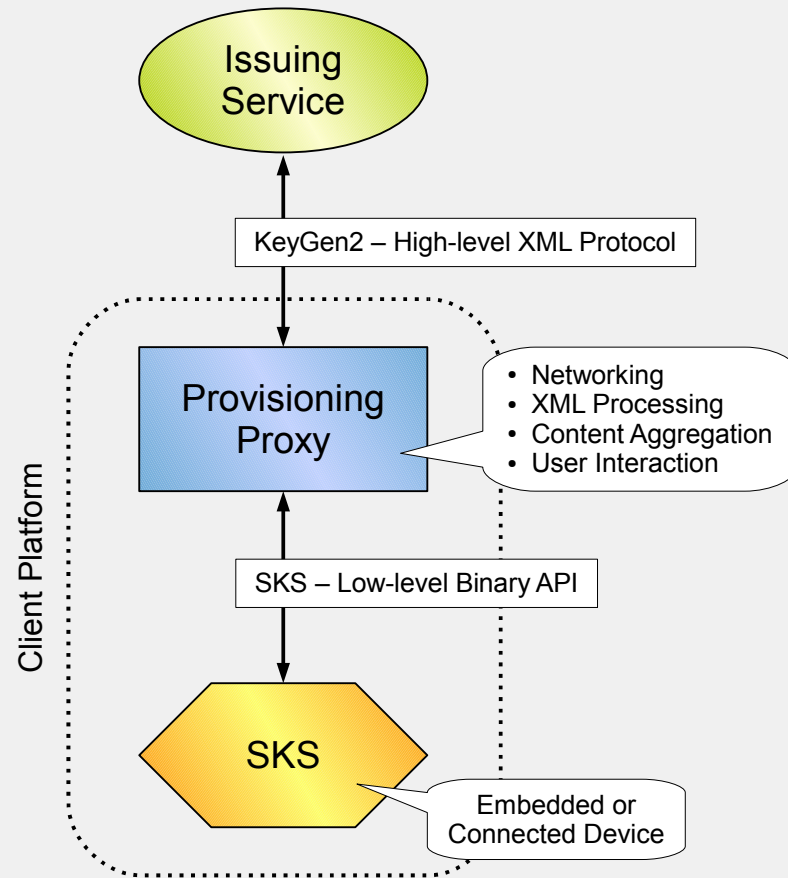 Issuing
Service
KeyGen2 – High-level XML Protocol
Provisioning
Proxy
• Networking
• XML Processing
• Content Aggregation
• User Interaction
Client Platform
SKS – Low-level Binary API
SKS
Embedded or
Connected Device